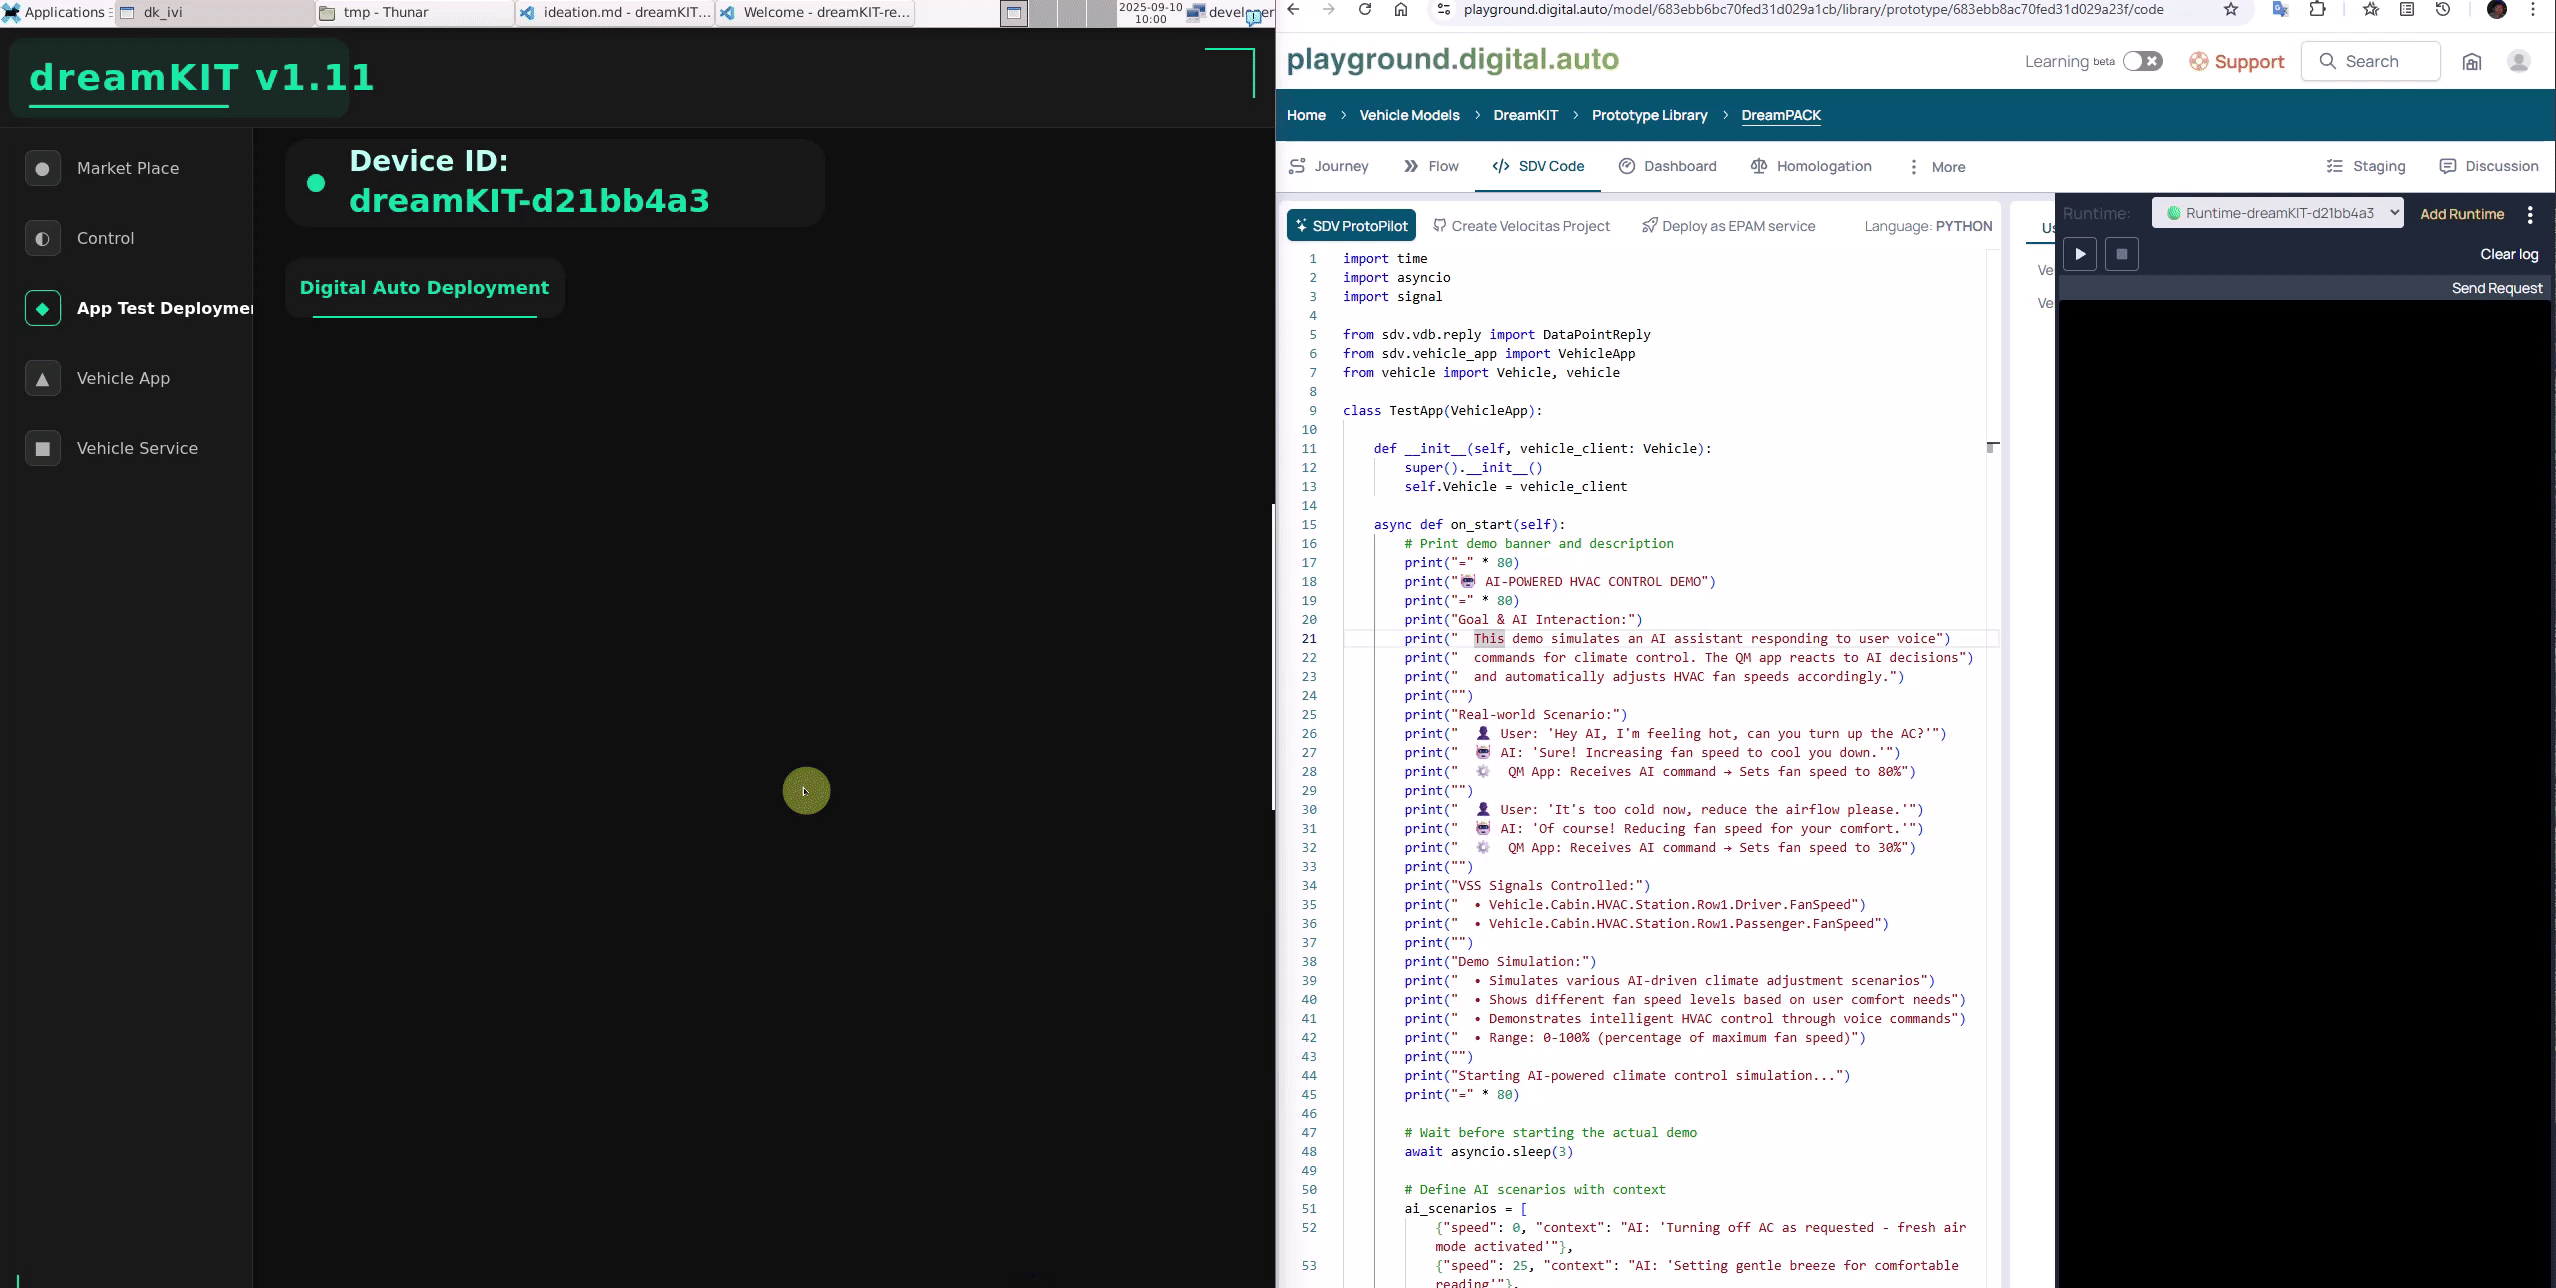 Applications
dk_ivi
tmp - Thunar
ideation.md - dreamKIT...
Welcome - dreamKIT-re...
2025-09-10
10:00
developer
dreamKIT v1.11
Market Place
Control
App Test Deployme
Vehicle App
Vehicle Service
Device ID:
dreamKIT-d21bb4a3
Digital Auto Deployment
playground.digital.auto/model/683ebb6bc70fed31d029a1cb/library/prototype/683ebb8ac70fed31d029a23f/code
playground.digital.auto
Learning beta
Support
Search
Home > Vehicle Models > DreamKIT > Prototype Library > DreamPACK
Journey
Flow
SDV Code
Dashboard
Homologation
More
Staging
Discussion
SDV ProtoPilot
Create Velocitas Project
Deploy as EPAM service
Language: PYTHON
1 import time
2 import asyncio
3 import signal
4
5 from sdv.vdb.reply import DataPointReply
6 from sdv.vehicle_app import VehicleApp
7 from vehicle import Vehicle, vehicle
8
9 class TestApp(VehicleApp):
10
11 def __init__(self, vehicle_client: Vehicle):
12 super().__init__()
13 self.Vehicle = vehicle_client
14
15 async def on_start(self):
16 # Print demo banner and description
17 print("=" * 80)
18 print("🤖 AI-POWERED HVAC CONTROL DEMO")
19 print("=" * 80)
20 print("Goal & AI Interaction:")
21 print("  This demo simulates an AI assistant responding to user voice")
22 print("  commands for climate control. The QM app reacts to AI decisions")
23 print("  and automatically adjusts HVAC fan speeds accordingly.")
24 print("")
25 print("Real-world Scenario:")
26 print("  👤 User: 'Hey AI, I'm feeling hot, can you turn up the AC?'")
27 print("  🤖 AI: 'Sure! Increasing fan speed to cool you down.'")
28 print("  ⚙️  QM App: Receives AI command → Sets fan speed to 80%")
29 print("")
30 print("  👤 User: 'It's too cold now, reduce the airflow please.'")
31 print("  🤖 AI: 'Of course! Reducing fan speed for your comfort.'")
32 print("  ⚙️  QM App: Receives AI command → Sets fan speed to 30%")
33 print("")
34 print("VSS Signals Controlled:")
35 print("  • Vehicle.Cabin.HVAC.Station.Row1.Driver.FanSpeed")
36 print("  • Vehicle.Cabin.HVAC.Station.Row1.Passenger.FanSpeed")
37 print("")
38 print("Demo Simulation:")
39 print("  • Simulates various AI-driven climate adjustment scenarios")
40 print("  • Shows different fan speed levels based on user comfort needs")
41 print("  • Demonstrates intelligent HVAC control through voice commands")
42 print("  • Range: 0-100% (percentage of maximum fan speed)")
43 print("")
44 print("Starting AI-powered climate control simulation...")
45 print("=" * 80)
46
47 # Wait before starting the actual demo
48 await asyncio.sleep(3)
49
50 # Define AI scenarios with context
51 ai_scenarios = [
52 {"speed": 0, "context": "AI: 'Turning off AC as requested - fresh air
mode activated'"},
53 {"speed": 25, "context": "AI: 'Setting gentle breeze for comfortable
reading'"},
Us
Ve
Ve
Runtime:
Runtime-dreamKIT-d21bb4a3
Add Runtime
Clear log
Send Request